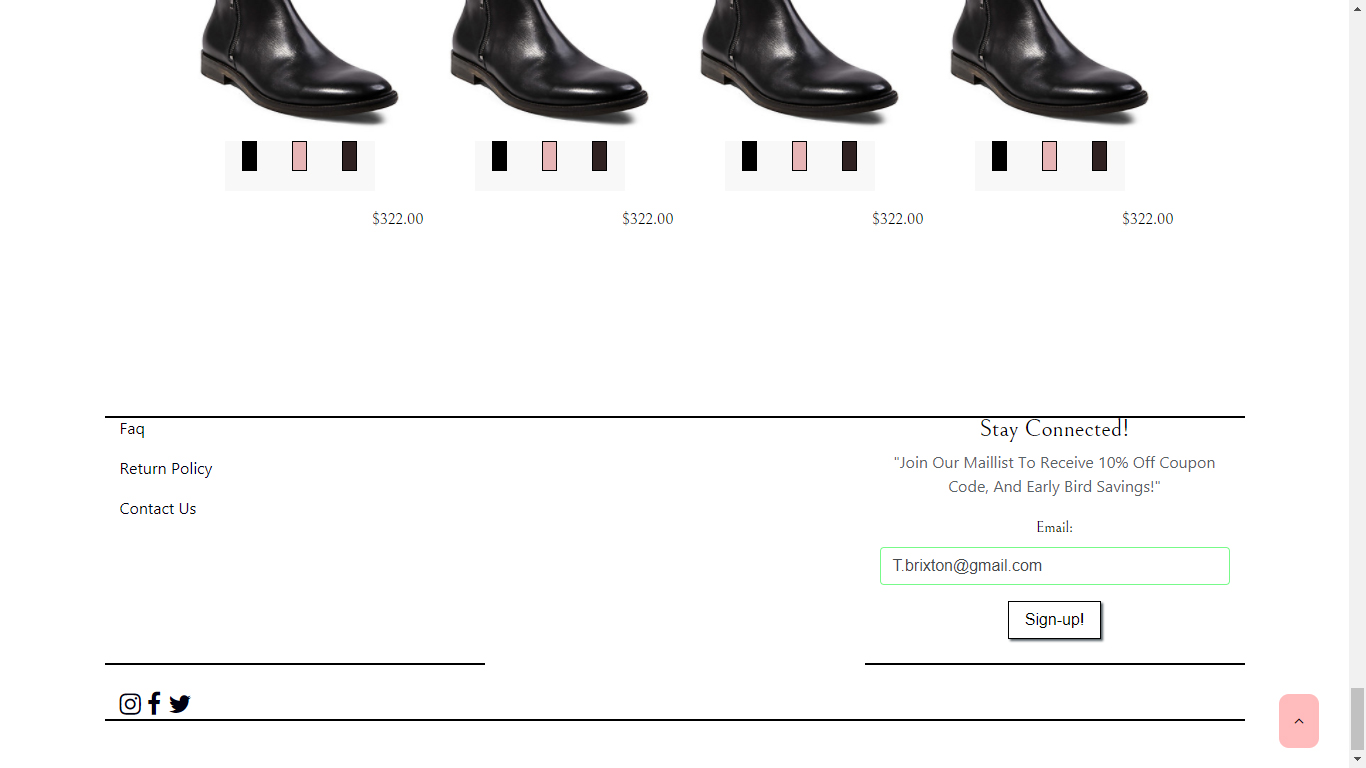 $322.00
$322.00
$322.00
$322.00
Faq
Return Policy
Contact Us
Stay Connected!
"Join Our Maillist To Receive 10% Off Coupon
Code, And Early Bird Savings!"
Email:
T.brixton@gmail.com
Sign-up!